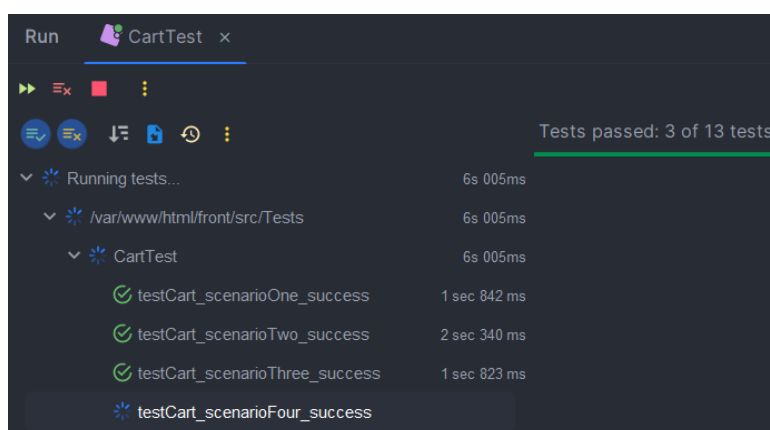 Run CartTest ×
Tests passed: 3 of 13 tests
Running tests... 6s 005ms
/var/www/html/front/src/Tests 6s 005ms
CartTest 6s 005ms
testCart_scenarioOne_success 1 sec 842 ms
testCart_scenarioTwo_success 2 sec 340 ms
testCart_scenarioThree_success 1 sec 823 ms
testCart_scenarioFour_success